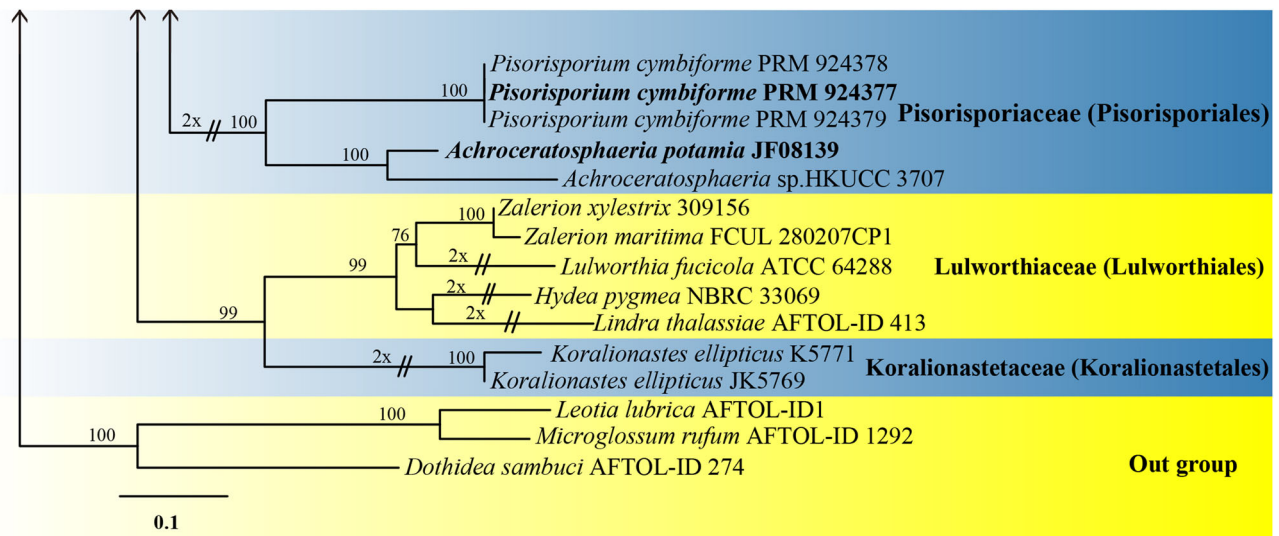 Pisorisporium cymbiforme PRM 924378
100 Pisorisporium cymbiforme PRM 924377
Pisorisporium cymbiforme PRM 924379 Pisorisporiaceae (Pisorisporiales)
2x 100
100 Achroceratosphaeria potamia JF08139
Achroceratosphaeria sp.HKUCC 3707
100 Zalerion xylestrix 309156
76 Zalerion maritima FCUL 280207CP1
99 2x Lulworthia fucicola ATCC 64288 Lulworthiaceae (Lulworthiales)
2x Hydea pygmea NBRC 33069
99 2x Lindra thalassiae AFTOL-ID 413
2x 100 Koralionastes ellipticus K5771 Koralionastetaceae (Koralionastetales)
Koralionastes ellipticus JK5769
100 Leotia lubrica AFTOL-ID1
100 Microglossum rufum AFTOL-ID 1292
Dothidea sambuci AFTOL-ID 274 Out group
0.1